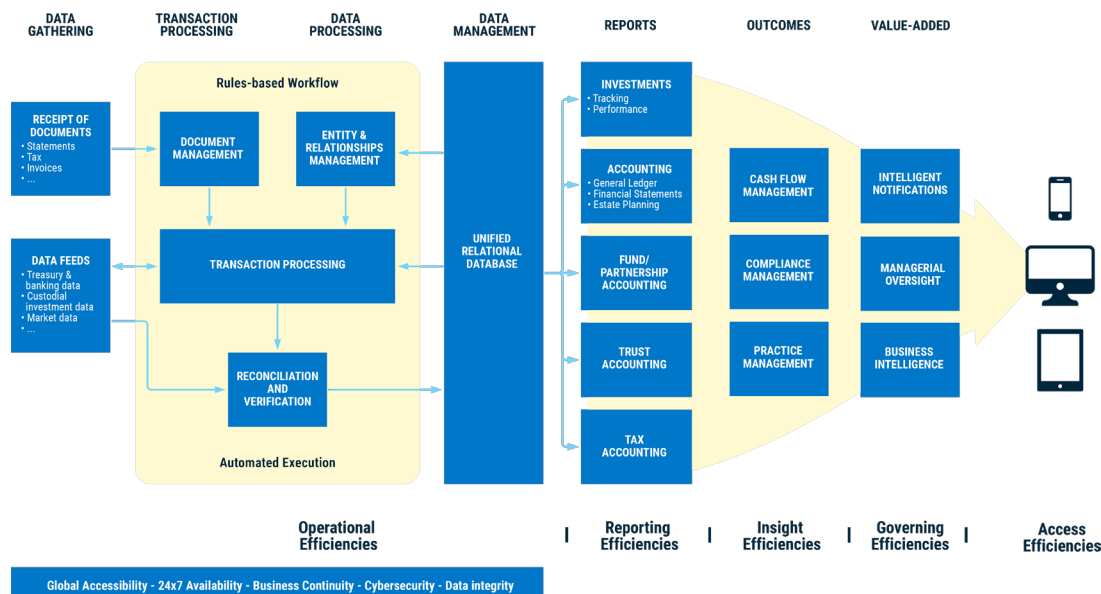 DATA
GATHERING
TRANSACTION
PROCESSING
DATA
PROCESSING
DATA
MANAGEMENT
REPORTS
OUTCOMES
VALUE-ADDED
Rules-based Workflow
RECEIPT OF
DOCUMENTS
• Statements
• Tax
• Invoices
• ...
DOCUMENT
MANAGEMENT
ENTITY &
RELATIONSHIPS
MANAGEMENT
DATA FEEDS
• Treasury &
banking data
• Custodial
investment data
• Market data
• ...
TRANSACTION PROCESSING
RECONCILIATION
AND
VERIFICATION
Automated Execution
UNIFIED
RELATIONAL
DATABASE
INVESTMENTS
• Tracking
• Performance
ACCOUNTING
• General Ledger
• Financial Statements
• Estate Planning
FUND/
PARTNERSHIP
ACCOUNTING
TRUST
ACCOUNTING
TAX
ACCOUNTING
CASH FLOW
MANAGEMENT
COMPLIANCE
MANAGEMENT
PRACTICE
MANAGEMENT
INTELLIGENT
NOTIFICATIONS
MANAGERIAL
OVERSIGHT
BUSINESS
INTELLIGENCE
Operational
Efficiencies
|
Reporting
Efficiencies
|
Insight
Efficiencies
|
Governing
Efficiencies
|
Access
Efficiencies
Global Accessibility - 24x7 Availability - Business Continuity - Cybersecurity - Data integrity